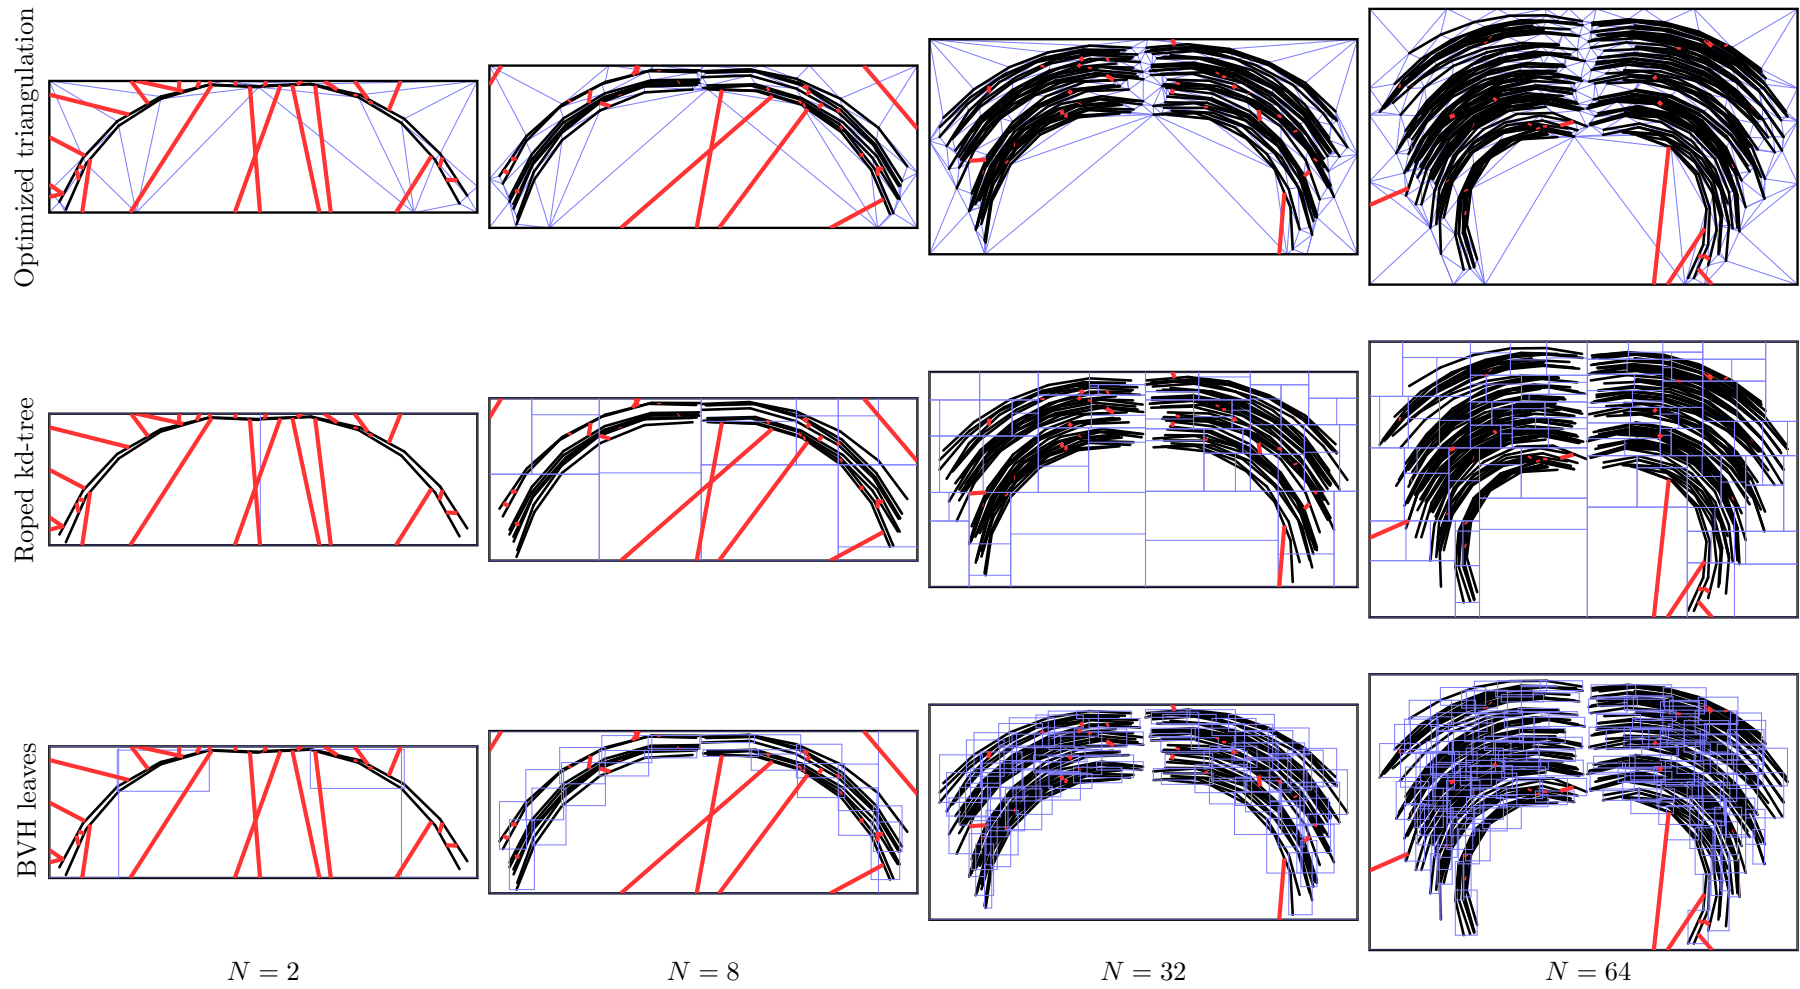 Optimized triangulation
Roped kd-tree
BVH leaves
N = 2
N = 8
N = 32
N = 64